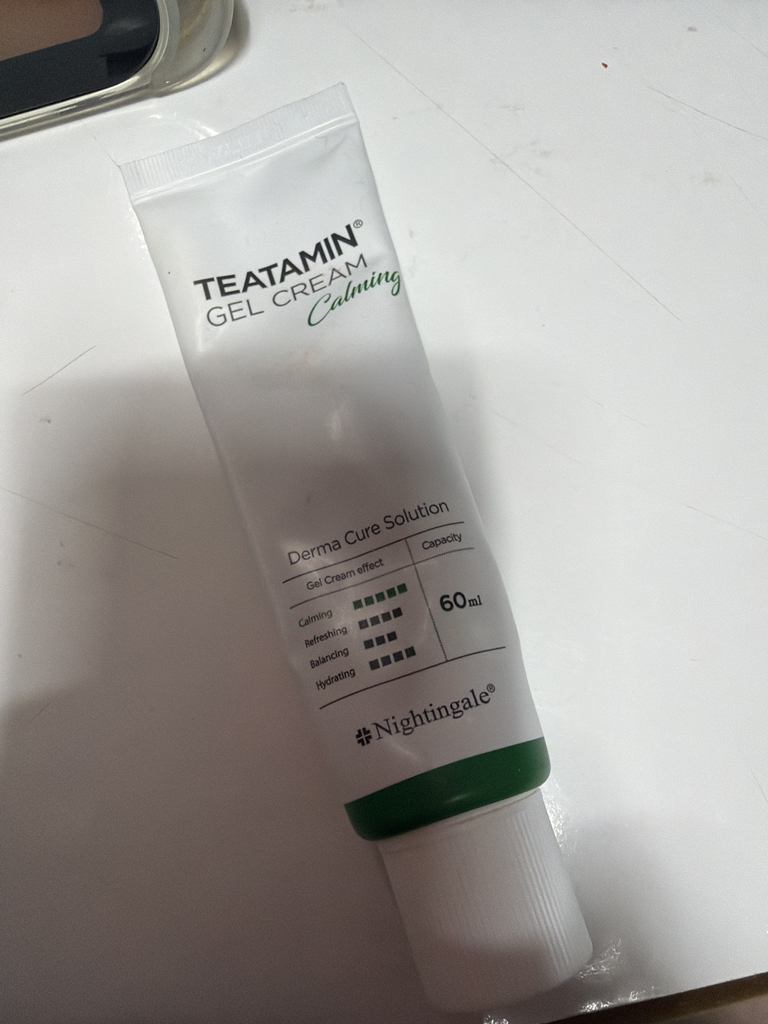 TEATAMIN®
GEL CREAM
Calming
Derma Cure Solution
Gel Cream effect Capacity
Calming
Refreshing
Balancing
Hydrating
60ml
Nightingale®